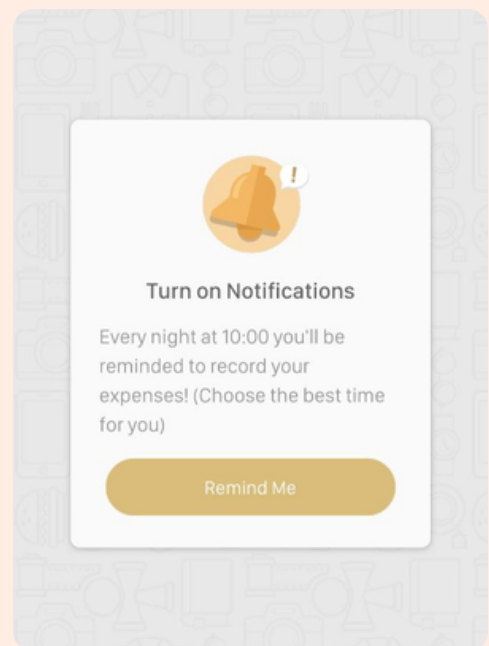 !
Turn on Notifications
Every night at 10:00 you'll be
reminded to record your
expenses! (Choose the best time
for you)
Remind Me